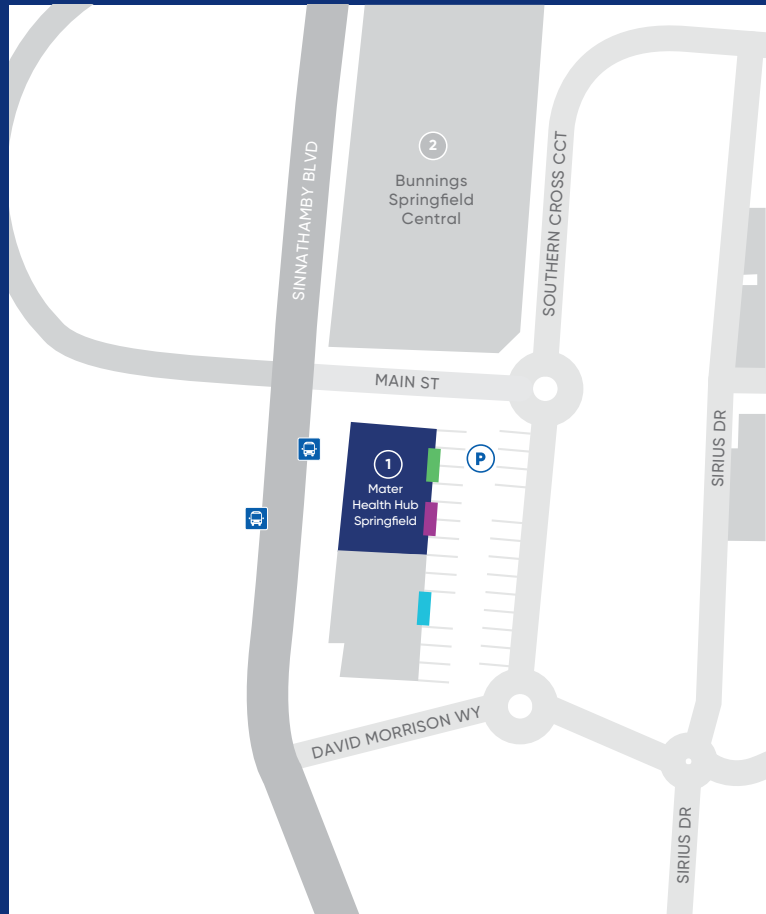 2
Bunnings
Springfield
Central
SINNATHAMBY BLVD
SOUTHERN CROSS CCT
MAIN ST
1
Mater
Health Hub
Springfield
P
SIRIUS DR
DAVID MORRISON WY
SIRIUS DR